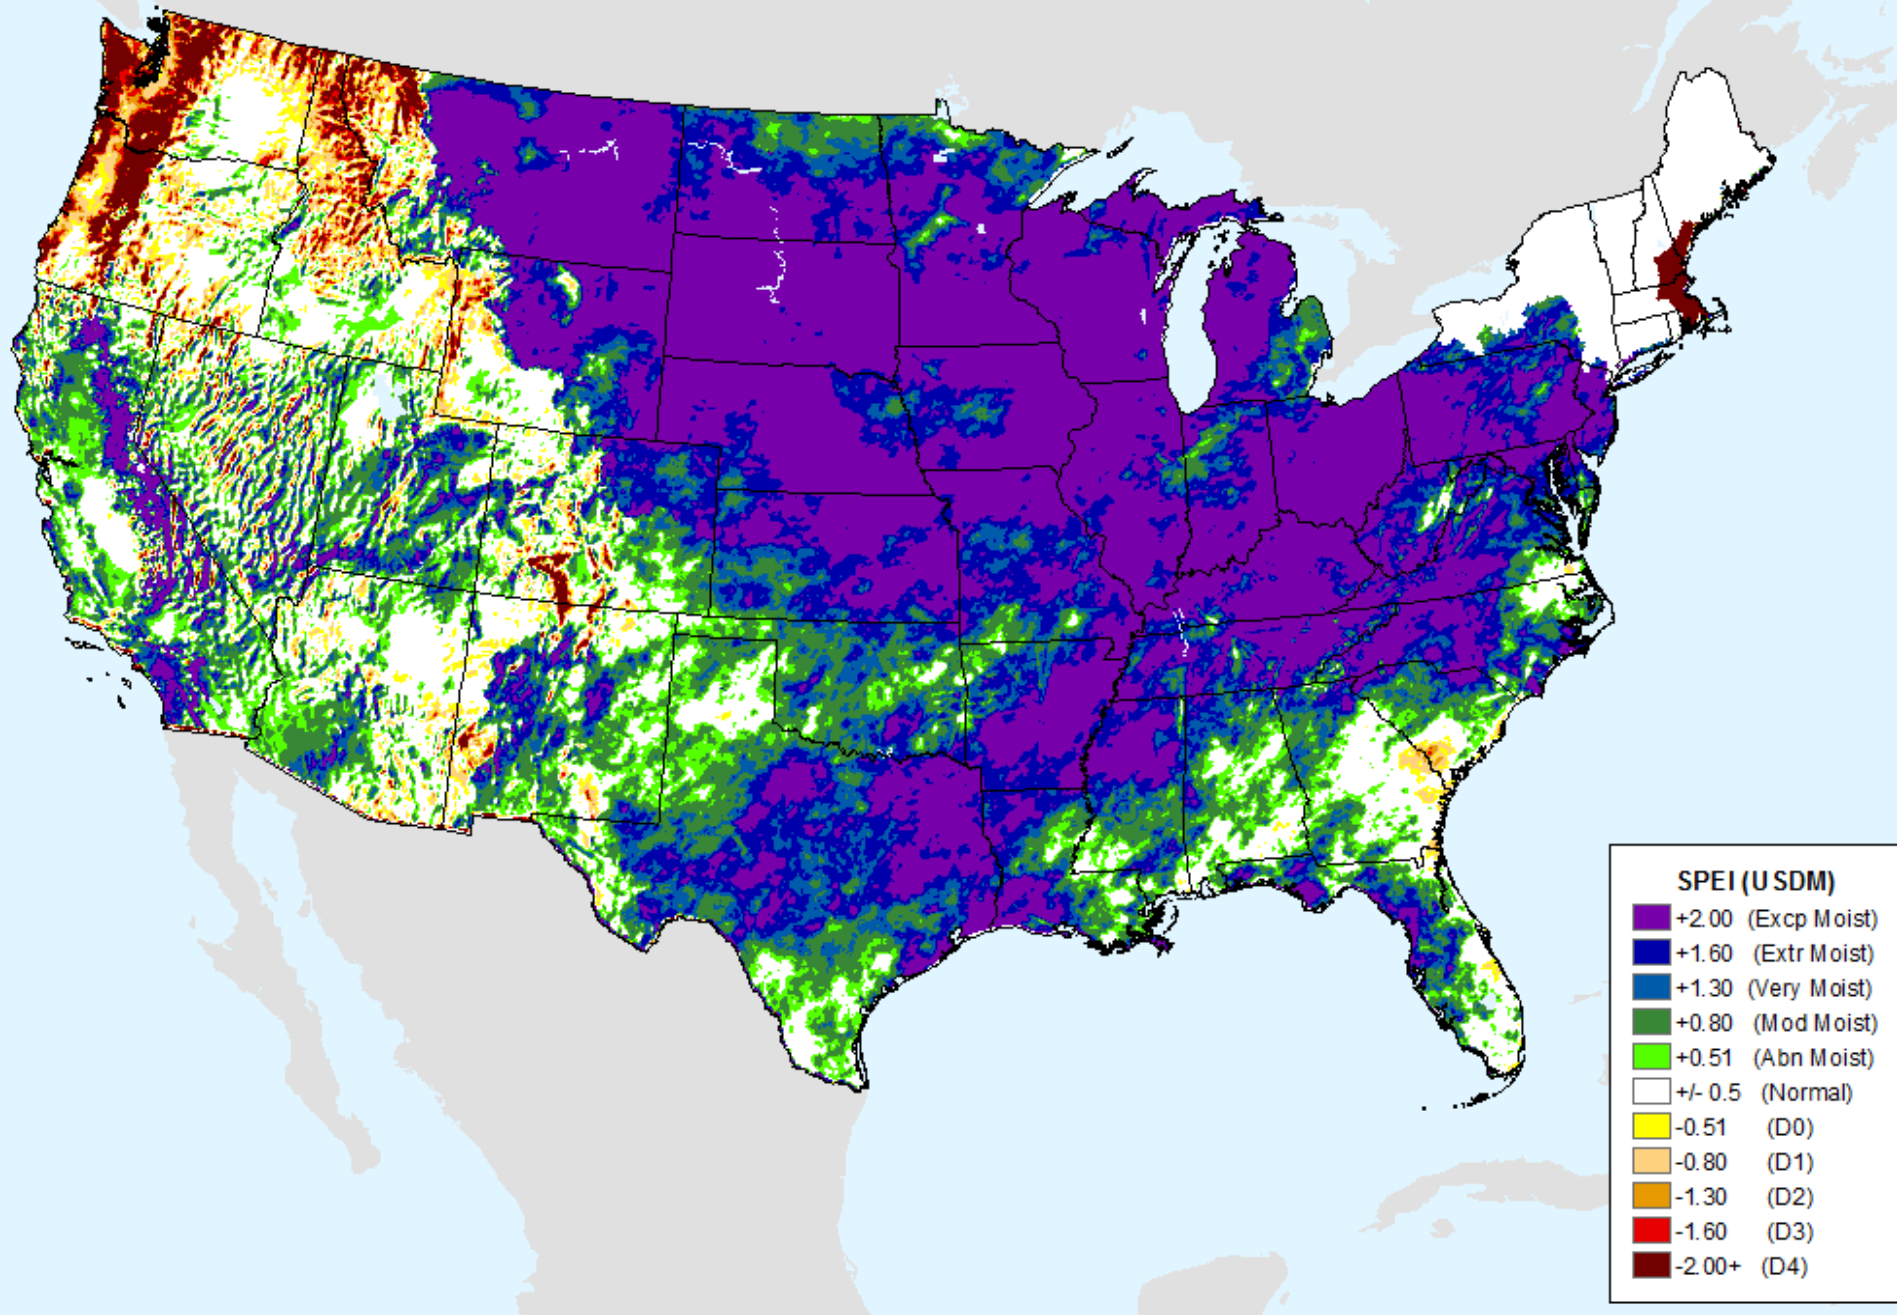 SPEI (USDM)
+2.00 (Excp Moist)
+1.60 (Extr Moist)
+1.30 (Very Moist)
+0.80 (Mod Moist)
+0.51 (Abn Moist)
+/- 0.5 (Normal)
-0.51 (D0)
-0.80 (D1)
-1.30 (D2)
-1.60 (D3)
-2.00+ (D4)